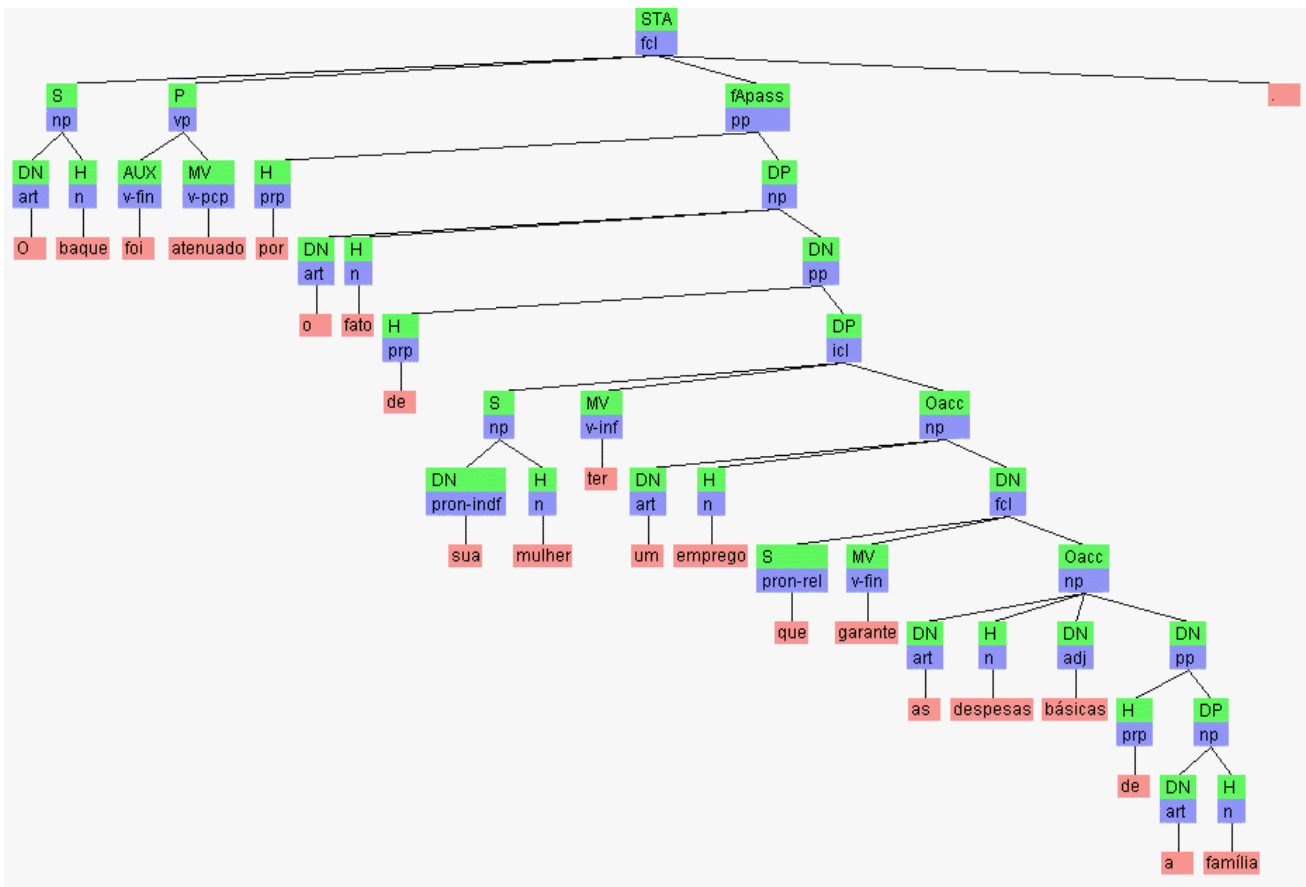 STA
fcl
S P fApass .
np vp pp
DN H AUX MV H DP
art n v-fin v-pcp prp np
O baque foi atenuado por DN H DN
art n pp
o fato H DP
prp icl
de S MV Oacc
np v-inf np
DN H ter DN H DN
pron-indf n art n fcl
sua mulher um emprego S MV Oacc
pron-rel v-fin np
que garante DN H DN DN
art n adj pp
as despesas básicas H DP
prp np
de DN H
art n
a família